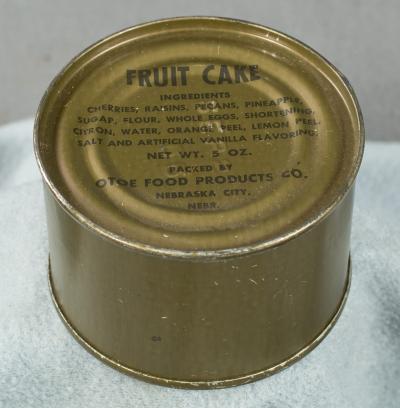 FRUIT CAKE
INGREDIENTS
CHERRIES, RAISINS, PECANS, PINEAPPLE,
SUGAR, FLOUR, WHOLE EGGS, SHORTENING,
CITRON, WATER, ORANGE PEEL, LEMON PEEL,
SALT AND ARTIFICIAL VANILLA FLAVORING.
NET WT. 5 OZ.
PACKED BY
OTOE FOOD PRODUCTS CO.
NEBRASKA CITY,
NEBR.